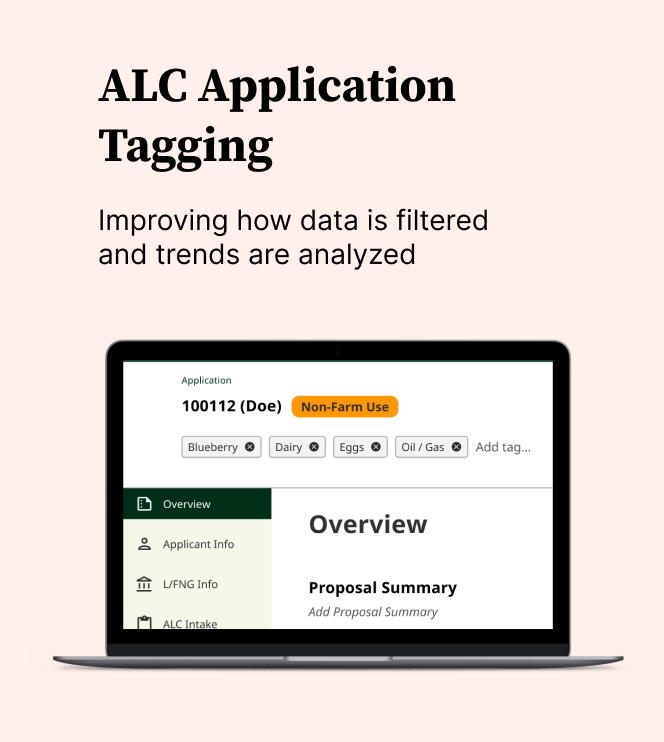 ALC Application
Tagging
Improving how data is filtered
and trends are analyzed
Application
100112 (Doe) Non-Farm Use
Blueberry Dairy Eggs Oil / Gas Add tag...
Overview
Applicant Info
L/FNG Info
ALC Intake
Overview
Proposal Summary
Add Proposal Summary